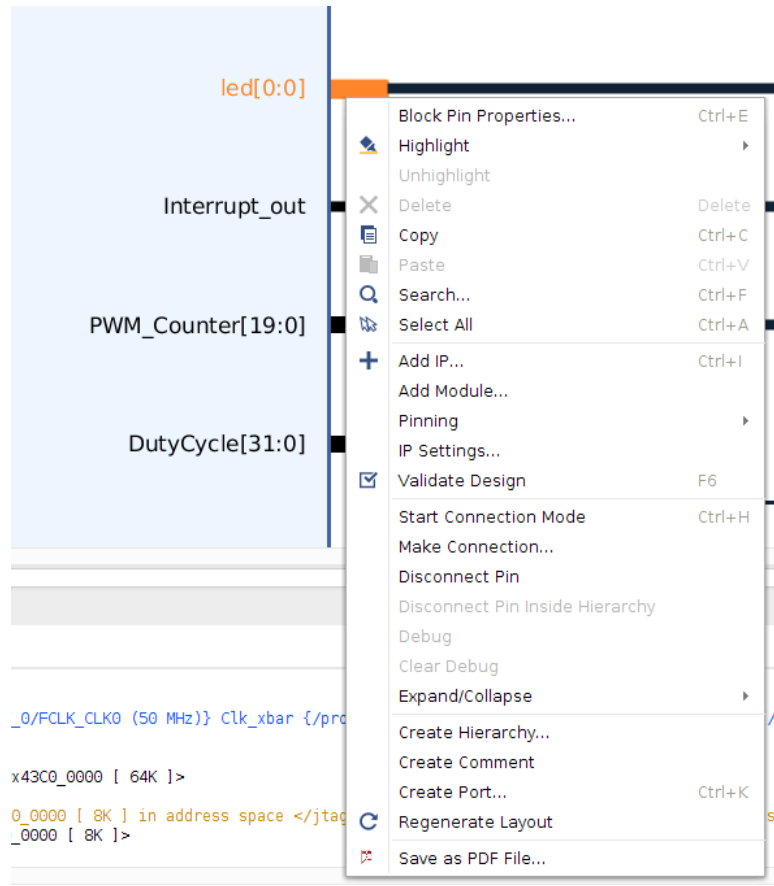 led[0:0]
Block Pin Properties... Ctrl+E
Highlight
Unhighlight
Interrupt_out
Delete Delete
Copy Ctrl+C
Paste Ctrl+V
Search... Ctrl+F
PWM_Counter[19:0]
Select All Ctrl+A
Add IP... Ctrl+I
Add Module...
Pinning
DutyCycle[31:0]
IP Settings...
Validate Design F6
Start Connection Mode Ctrl+H
Make Connection...
Disconnect Pin
Disconnect Pin Inside Hierarchy
Debug
Clear Debug
Expand/Collapse
_0/FCLK_CLK0 (50 MHz)} Clk_xbar {/pro
Create Hierarchy...
Create Comment
x43C0_0000 [ 64K ]>
Create Port... Ctrl+K
0_0000 [ 8K ] in address space </jtag
Regenerate Layout
_0000 [ 8K ]>
Save as PDF File...